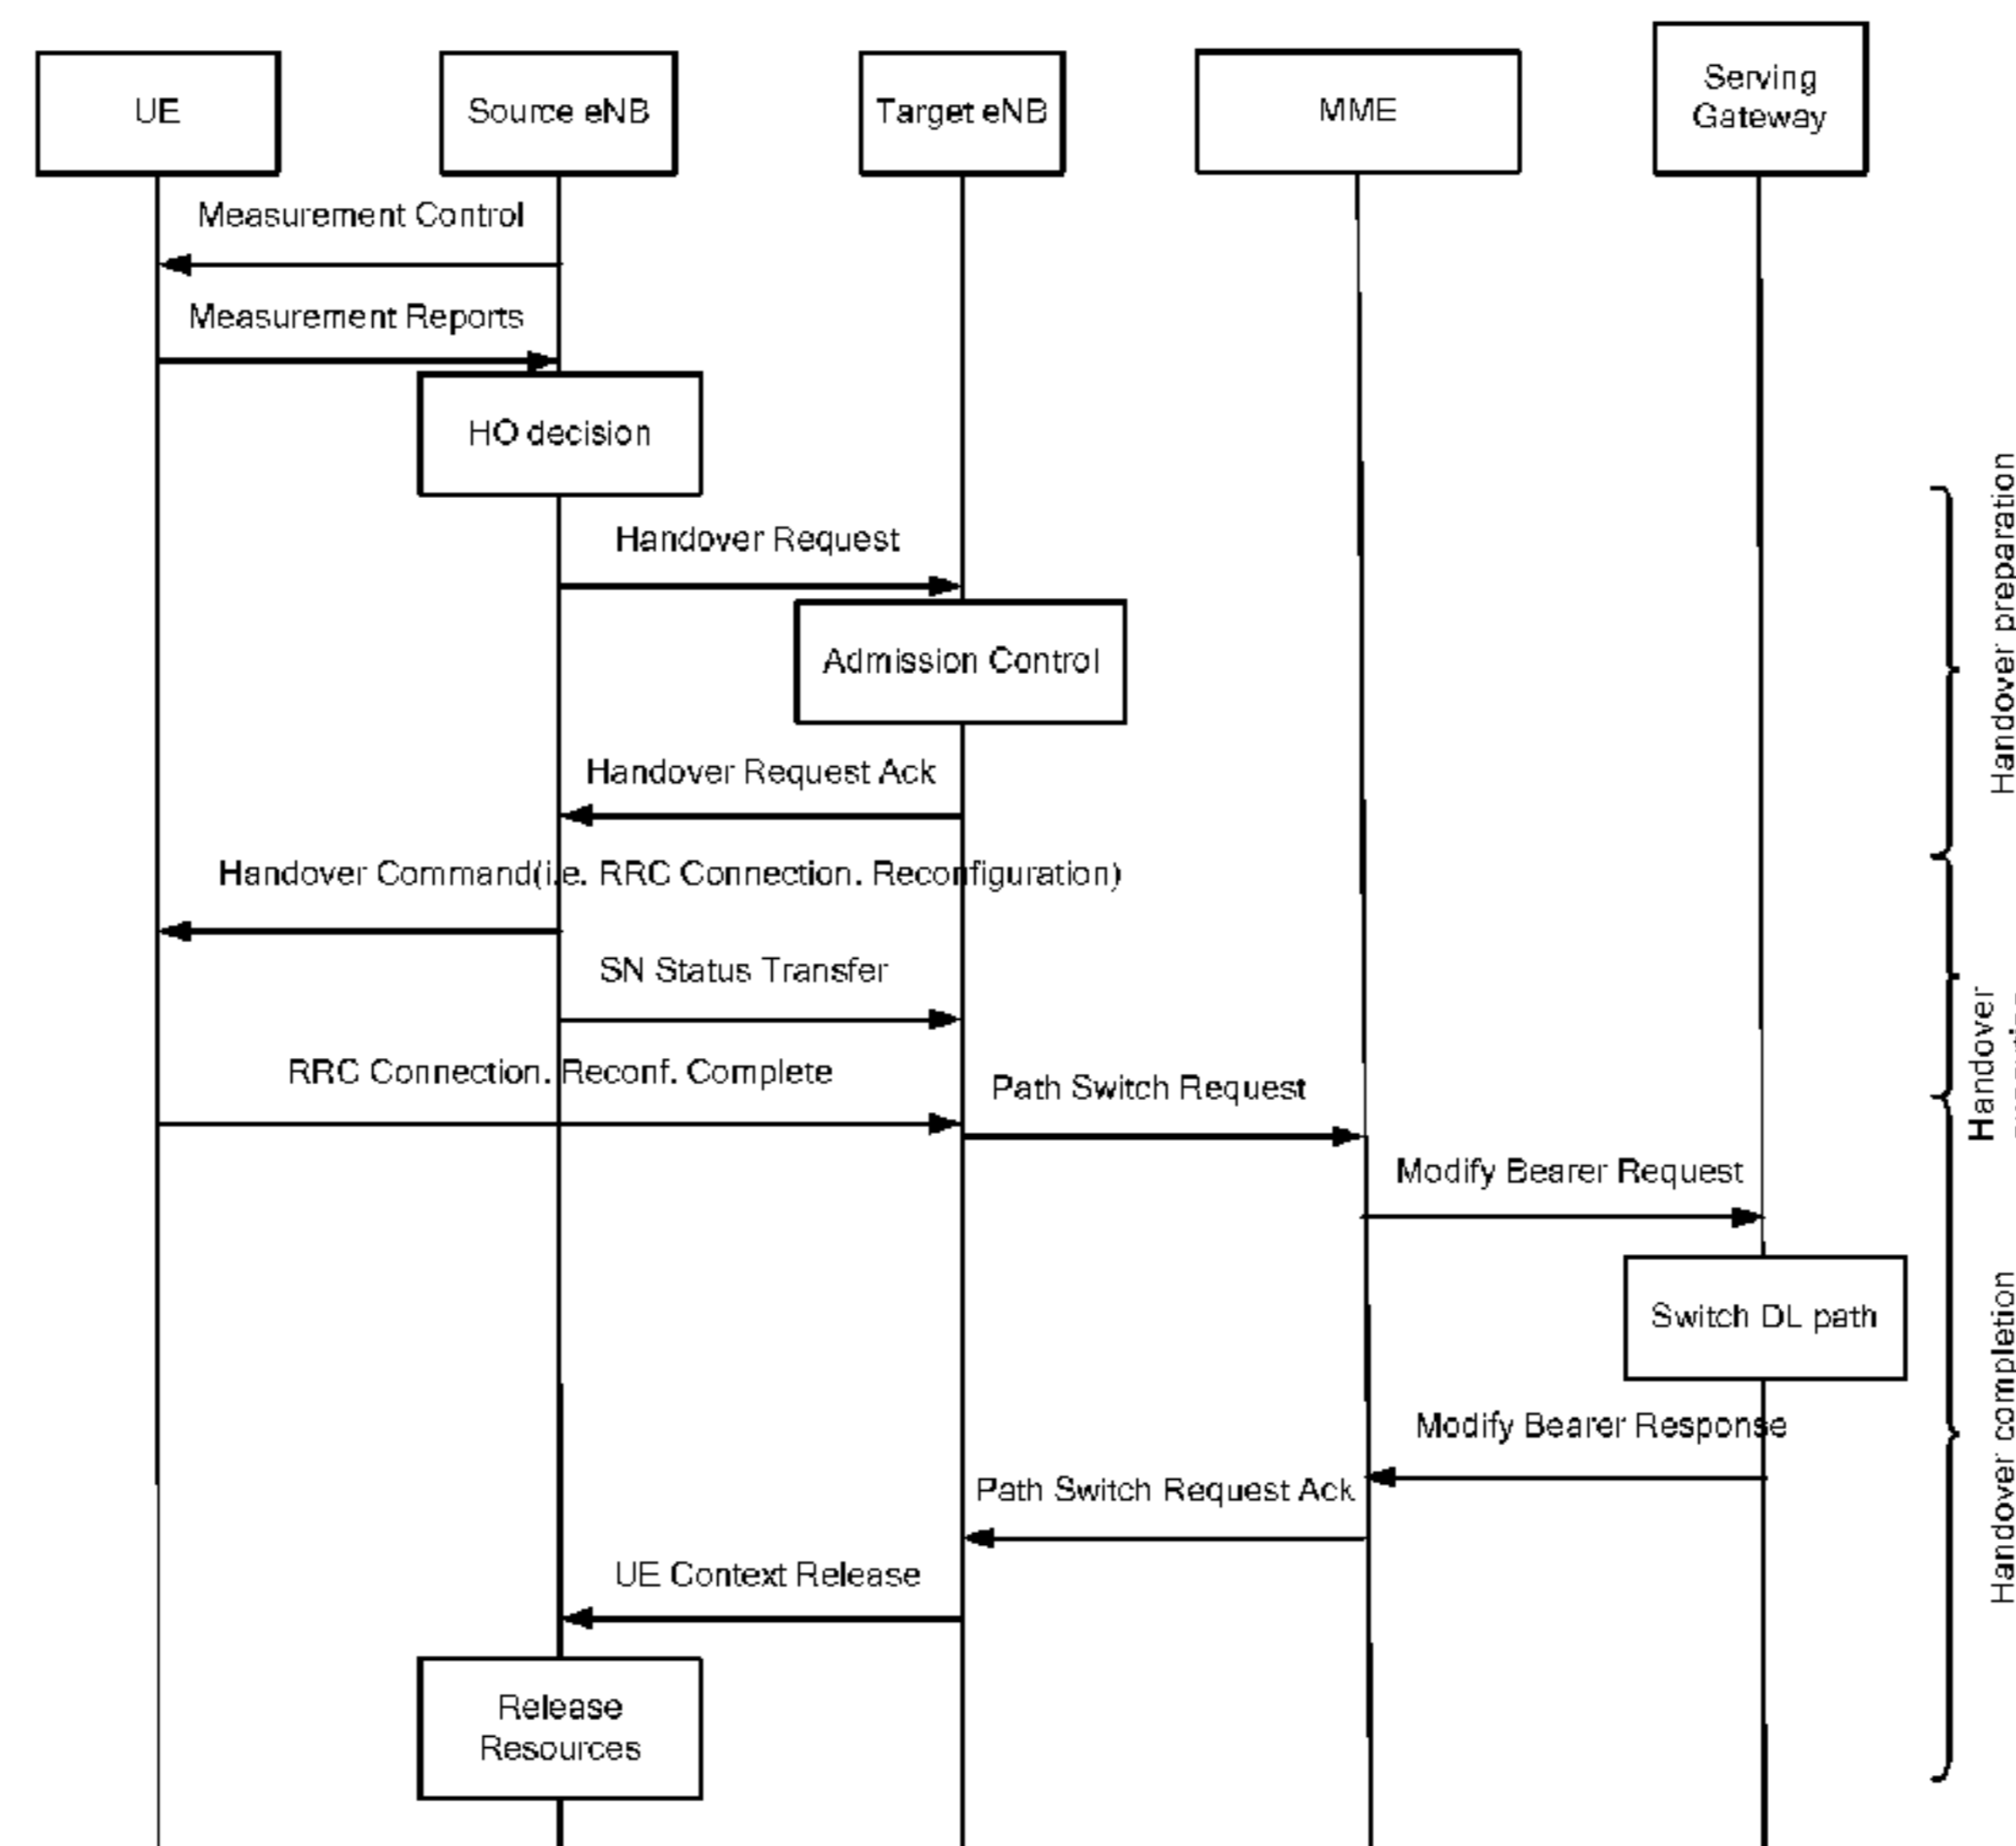 UE
Source eNB
Target eNB
MME
Serving
Gateway
Measurement Control
Measurement Reports
HO decision
Handover Request
Admission Control
Handover Request Ack
Handover Command(i.e. RRC Connection. Reconfiguration)
SN Status Transfer
RRC Connection. Reconf. Complete
Path Switch Request
Modify Bearer Request
Switch DL path
Modify Bearer Response
Path Switch Request Ack
UE Context Release
Release
Resources
Handover preparation
Handover
Handover completion